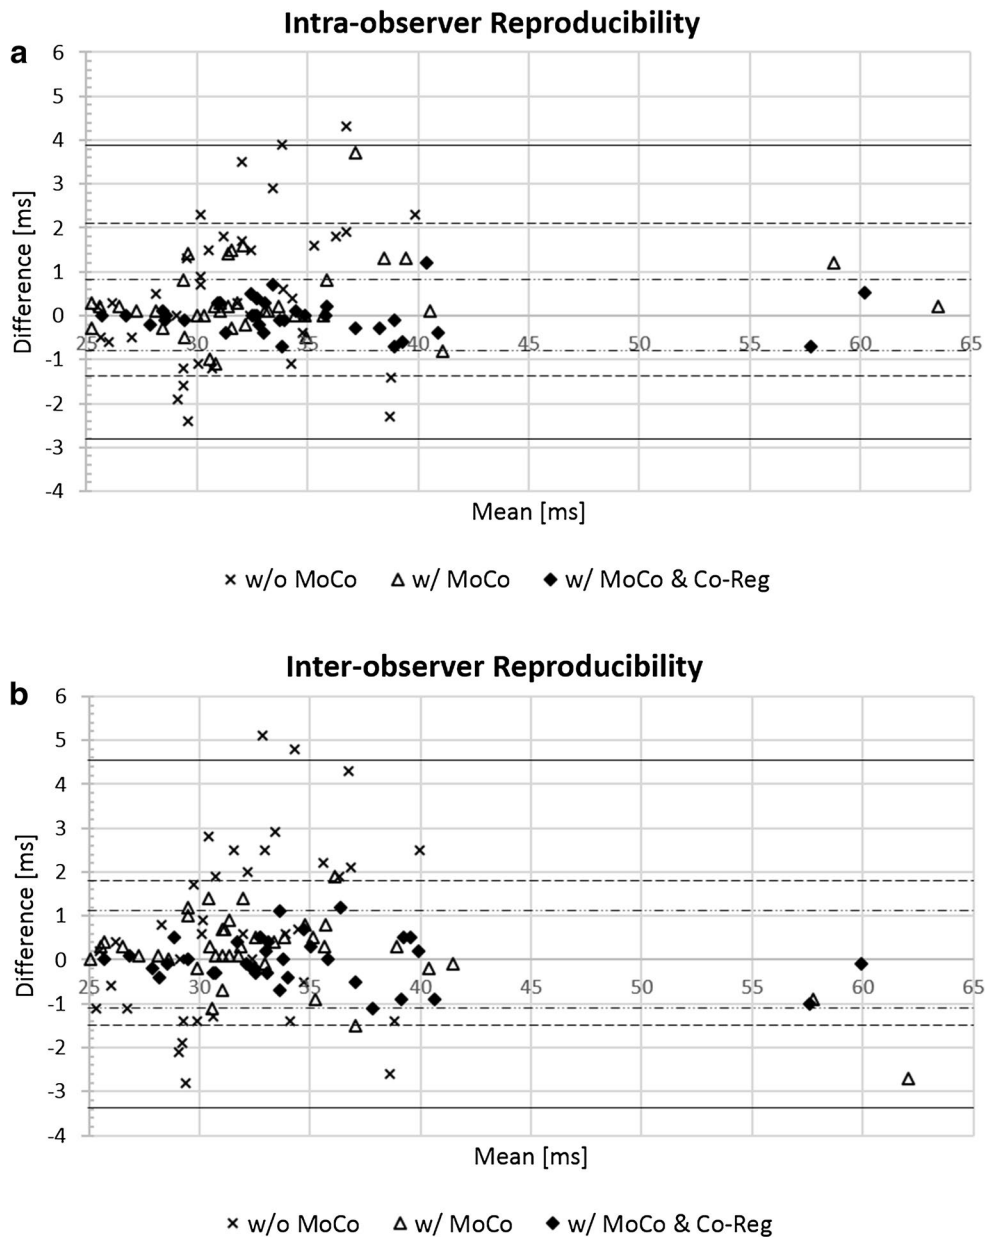 Intra-observer Reproducibility
a
6
5
4
3
2
1
0
-1
-2
-3
-4
25 30 35 40 45 50 55 60 65
Difference [ms]
Mean [ms]
w/o MoCo w/ MoCo w/ MoCo & Co-Reg
Inter-observer Reproducibility
b
6
5
4
3
2
1
0
-1
-2
-3
-4
25 30 35 40 45 50 55 60 65
Difference [ms]
Mean [ms]
w/o MoCo w/ MoCo w/ MoCo & Co-Reg